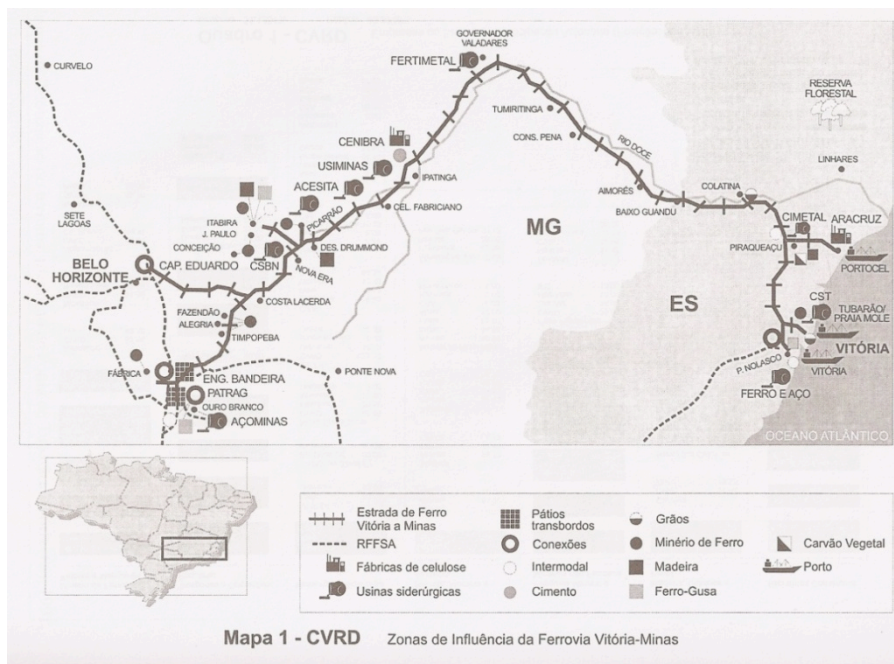 GOVERNADOR
VALADARES
FERTIMETAL
CURVELO
RESERVA
FLORESTAL
TUMIRITINGA
CENIBRA
CONS. PENA
RIO DOCE
USIMINAS
LINHARES
IPATINGA
ACESITA
AIMORÉS
COLATINA
SETE
LAGOAS
ITABIRA
J. PAULO
PICARRÃO
CEL. FABRICIANO
BAIXO GUANDU
CIMETAL
ARACRUZ
MG
CONCEIÇÃO
DES. DRUMMOND
PIRAQUEAÇU
BELO
HORIZONTE
CAP. EDUARDO
CSBN
NOVA ERA
PORTOCEL
COSTA LACERDA
ES
CST
FAZENDÃO
ALEGRIA
TIMPOPEBA
TUBARÃO/
PRAIA MOLE
VITÓRIA
P. NOLASCO
VITÓRIA
FÁBRICA
ENG. BANDEIRA
PONTE NOVA
PATRAG
FERRO E AÇO
OURO BRANCO
AÇOMINAS
OCEANO ATLÂNTICO
Estrada de Ferro
Vitória a Minas
RFFSA
Fábricas de celulose
Usinas siderúrgicas
Pátios
transbordos
Conexões
Intermodal
Cimento
Grãos
Minério de Ferro
Madeira
Ferro-Gusa
Carvão Vegetal
Porto
Mapa 1 - CVRD Zonas de Influência da Ferrovia Vitória-Minas